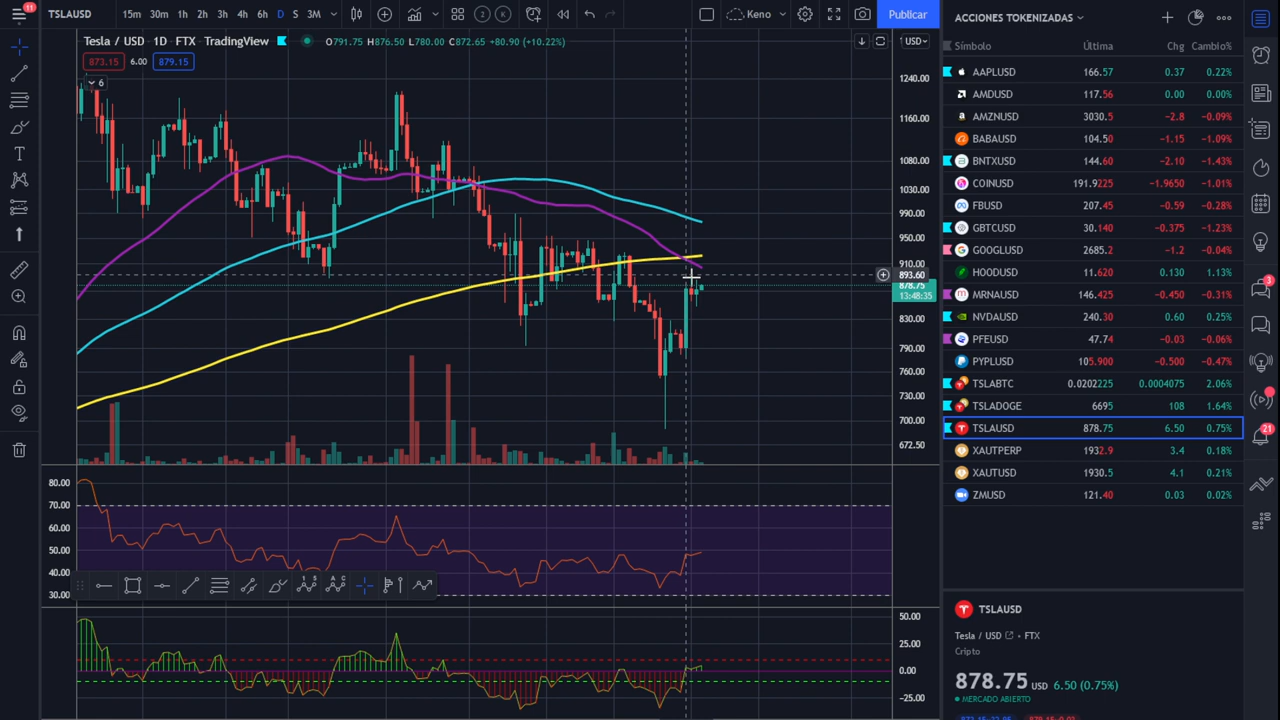 11
TSLAUSD
15m 30m 1h 2h 3h 4h 6h D S 3M
2
K
Keno
Publicar
Tesla / USD 1D FTX TradingView
O791.75 H876.50 L780.00 C872.65 +80.90 (+10.22%)
USD
873.15 6.00 879.15
6
1240.00
1160.00
1080.00
1030.00
990.00
950.00
910.00
893.60
878.75
13:48:35
830.00
790.00
760.00
730.00
700.00
672.50
80.00
70.00
60.00
50.00
40.00
30.00
50.00
25.00
0.00
−25.00
ACCIONES TOKENIZADAS
Símbolo Última Chg Cambio%
AAPLUSD 166.57 0.37 0.22%
AMDUSD 117.56 0.00 0.00%
AMZNUSD 3030.5 −2.8 −0.09%
BABAUSD 104.50 −1.15 −1.09%
BNTXUSD 144.60 −2.10 −1.43%
COINUSD 191.9225 −1.9650 −1.01%
FBUSD 207.45 −0.59 −0.28%
GBTCUSD 30.140 −0.375 −1.23%
GOOGLUSD 2685.2 −1.2 −0.04%
HOODUSD 11.620 0.130 1.13%
MRNAUSD 146.425 −0.450 −0.31%
NVDAUSD 240.30 0.60 0.25%
PFEUSD 47.74 −0.03 −0.06%
PYPLUSD 105.900 −0.500 −0.47%
TSLABTC 0.0202225 0.0004075 2.06%
TSLADOGE 6695 108 1.64%
TSLAUSD 878.75 6.50 0.75%
XAUTPERP 1932.9 3.4 0.18%
XAUTUSD 1930.5 4.1 0.21%
ZMUSD 121.40 0.03 0.02%
3
21
TSLAUSD
Tesla / USD • FTX
Cripto
878.75 USD 6.50 (0.75%)
MERCADO ABIERTO